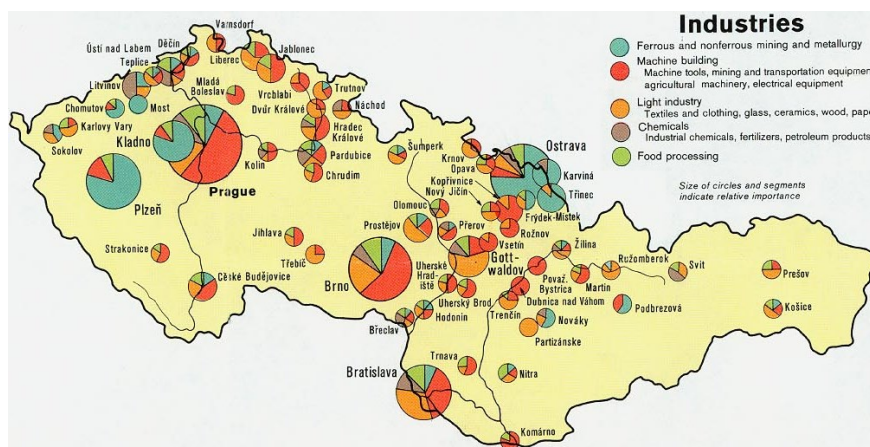 Industries
Ferrous and nonferrous mining and metallurgy
Machine building
Machine tools, mining and transportation equipment
agricultural machinery, electrical equipment
Light industry
Textiles and clothing, glass, ceramics, wood, pape
Chemicals
Industrial chemicals, fertilizers, petroleum products
Food processing
Size of circles and segments
indicate relative importance
Varnsdorf
Děčín
Ústí nad Labem
Liberec
Jablonec
Teplice
Litvínov
Mladá
Boleslav
Vrchlabi
Trutnov
Chomutov
Most
Dvůr Králové
Náchod
Karlovy Vary
Sokolov
Kladno
Hradec
Králové
Kolín
Pardubice
Prague
Chrudim
Plzeň
Šumperk
Krnov
Opava
Ostrava
Karviná
Třinec
Kopřivnice
Nový Jičín
Frýdek-Místek
Olomouc
Rožnov
Prostějov
Přerov
Vsetín
Jihlava
Strakonice
Třebíč
Gott-
waldov
Žilina
Ružomberok
Svit
Prešov
České Budějovice
Brno
Uherské
Hrad-
iště
Považ.
Bystrica
Martin
Uherský Brod
Dubnica nad Váhom
Podbrezová
Košice
Hodonín
Trenčín
Nováky
Břeclav
Partizánske
Trnava
Bratislava
Nitra
Komárno